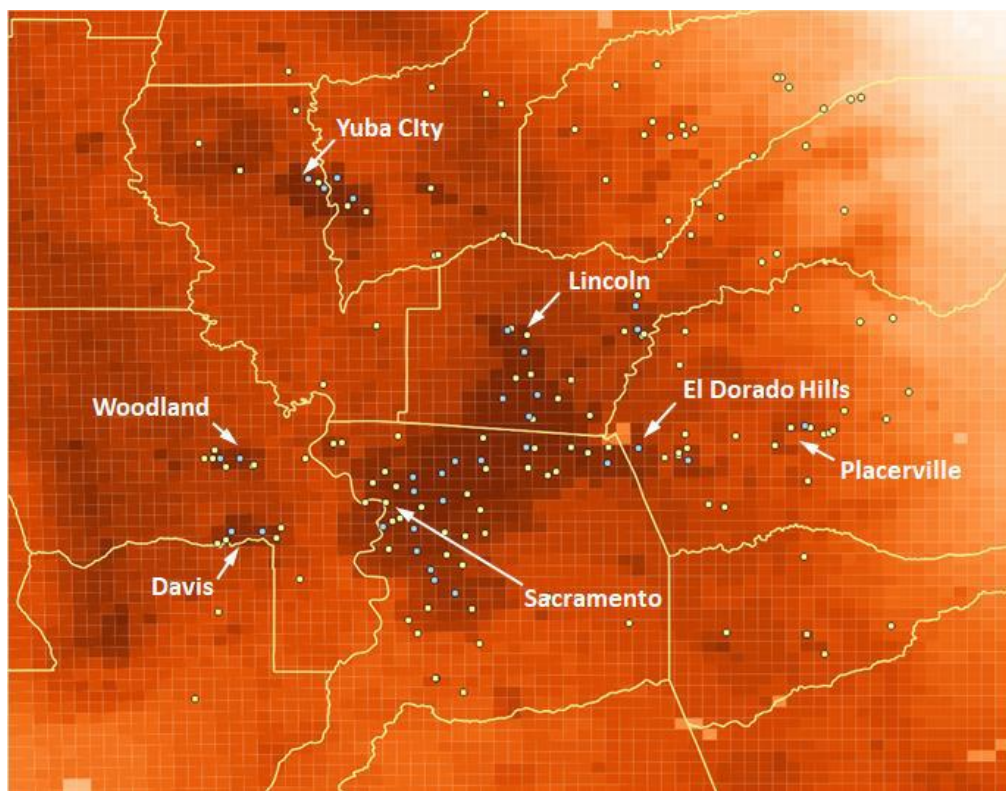 Yuba CIty
Lincoln
Woodland
El Dorado Hills
Placerville
Davis
Sacramento